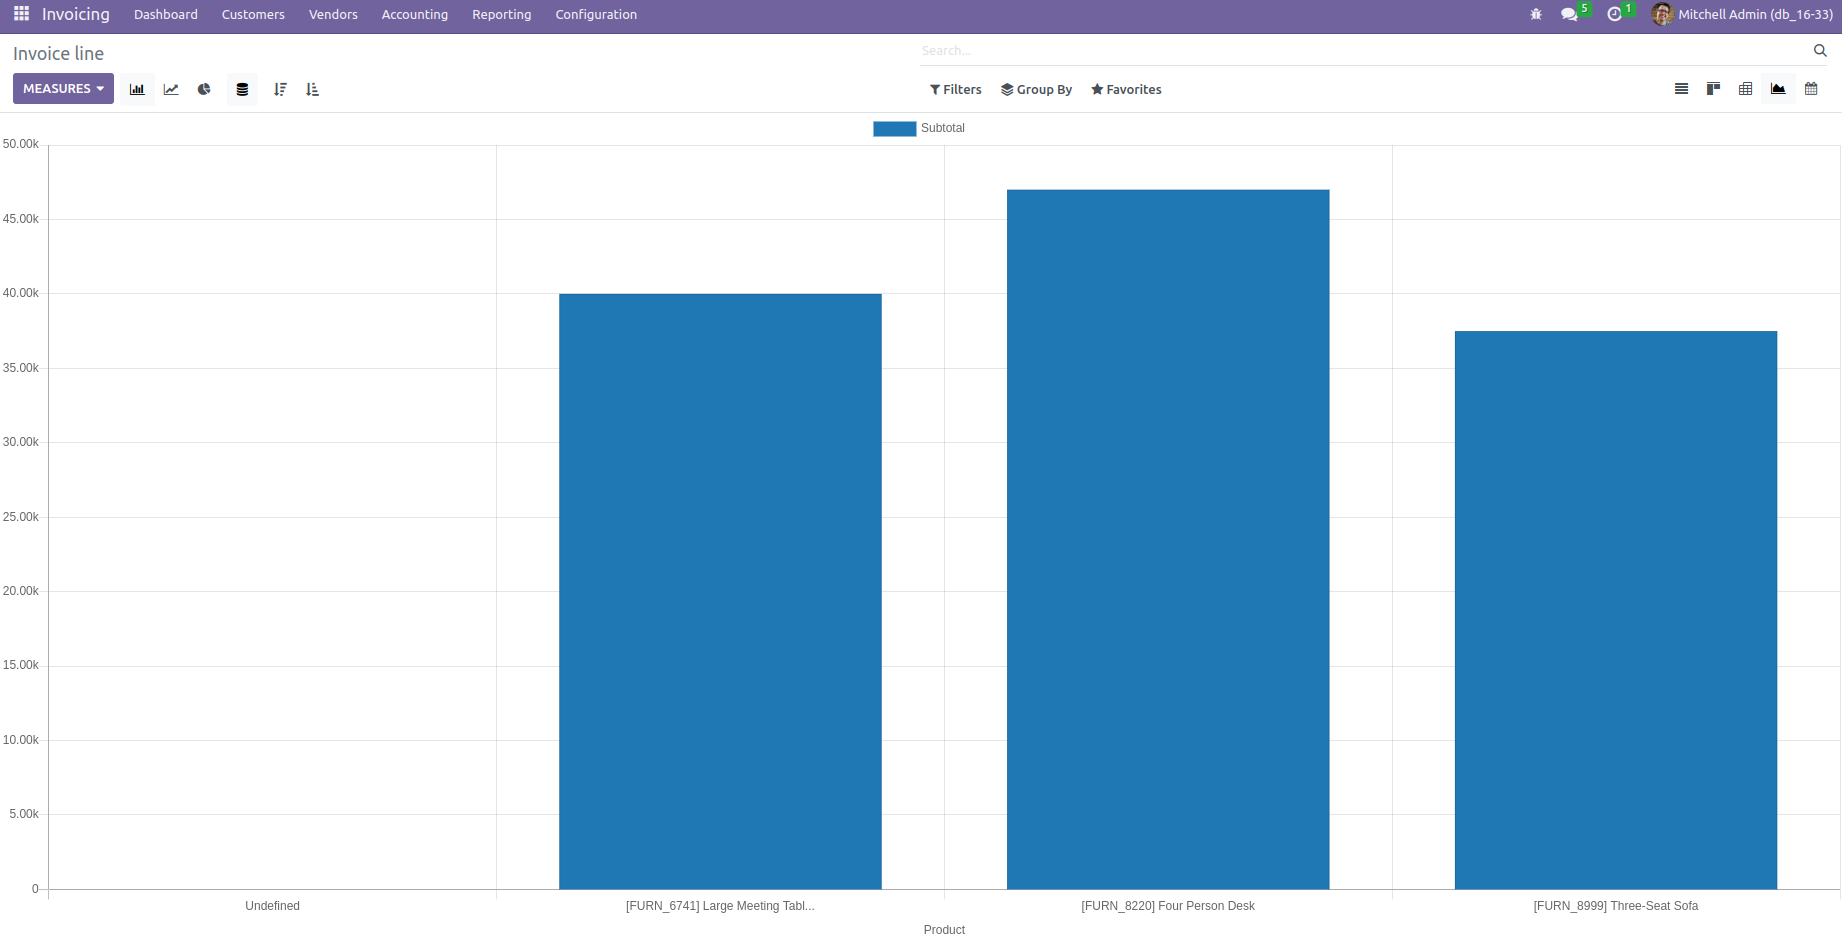 Invoicing Dashboard Customers Vendors Accounting Reporting Configuration 5 1 Mitchell Admin (db_16-33)
Invoice line
Search...
MEASURES Filters Group By Favorites
Subtotal
50.00k
45.00k
40.00k
35.00k
30.00k
25.00k
20.00k
15.00k
10.00k
5.00k
0
Undefined [FURN_6741] Large Meeting Tabl... [FURN_8220] Four Person Desk [FURN_8999] Three-Seat Sofa
Product